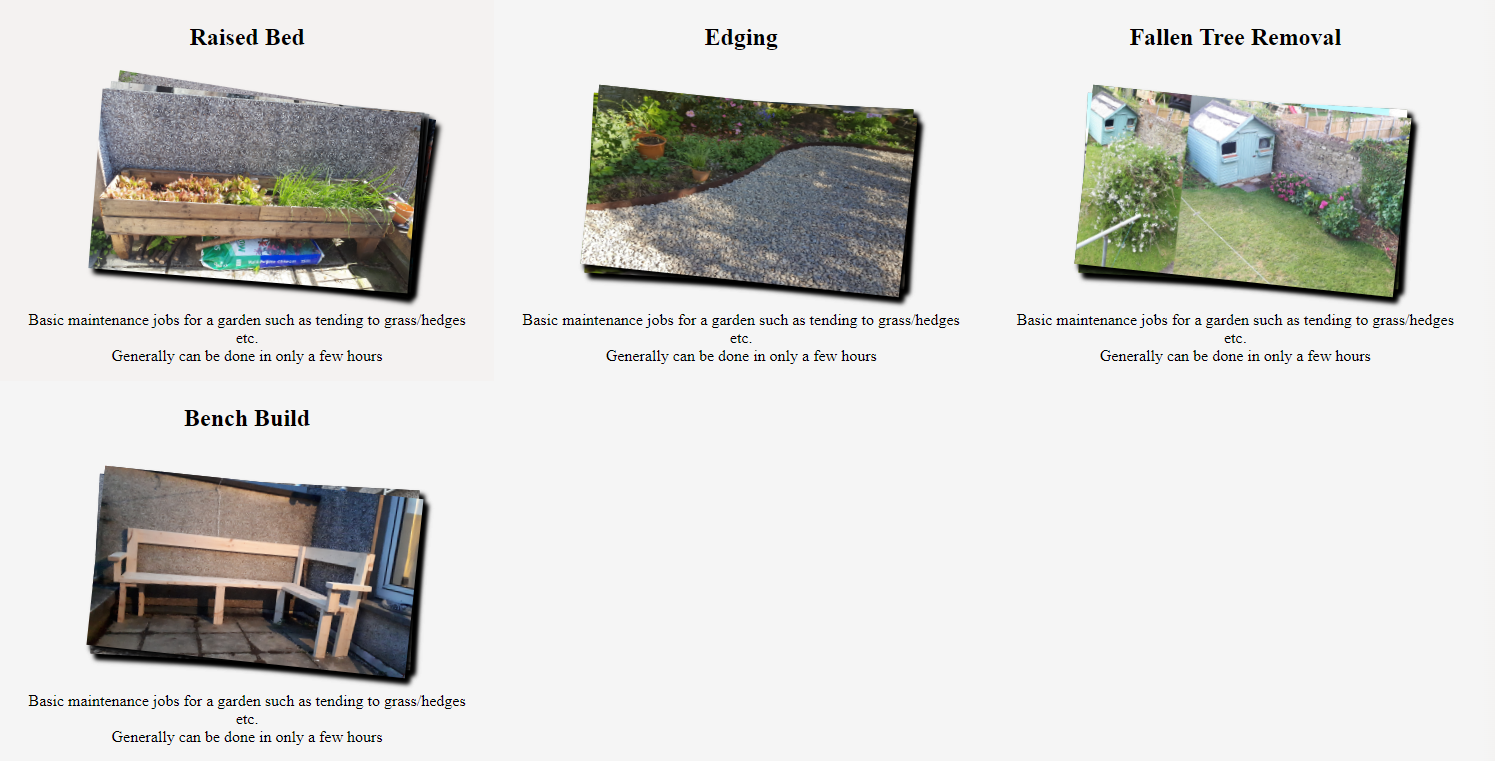 Raised Bed
Basic maintenance jobs for a garden such as tending to grass/hedges
etc.
Generally can be done in only a few hours
Edging
Basic maintenance jobs for a garden such as tending to grass/hedges
etc.
Generally can be done in only a few hours
Fallen Tree Removal
Basic maintenance jobs for a garden such as tending to grass/hedges
etc.
Generally can be done in only a few hours
Bench Build
Basic maintenance jobs for a garden such as tending to grass/hedges
etc.
Generally can be done in only a few hours